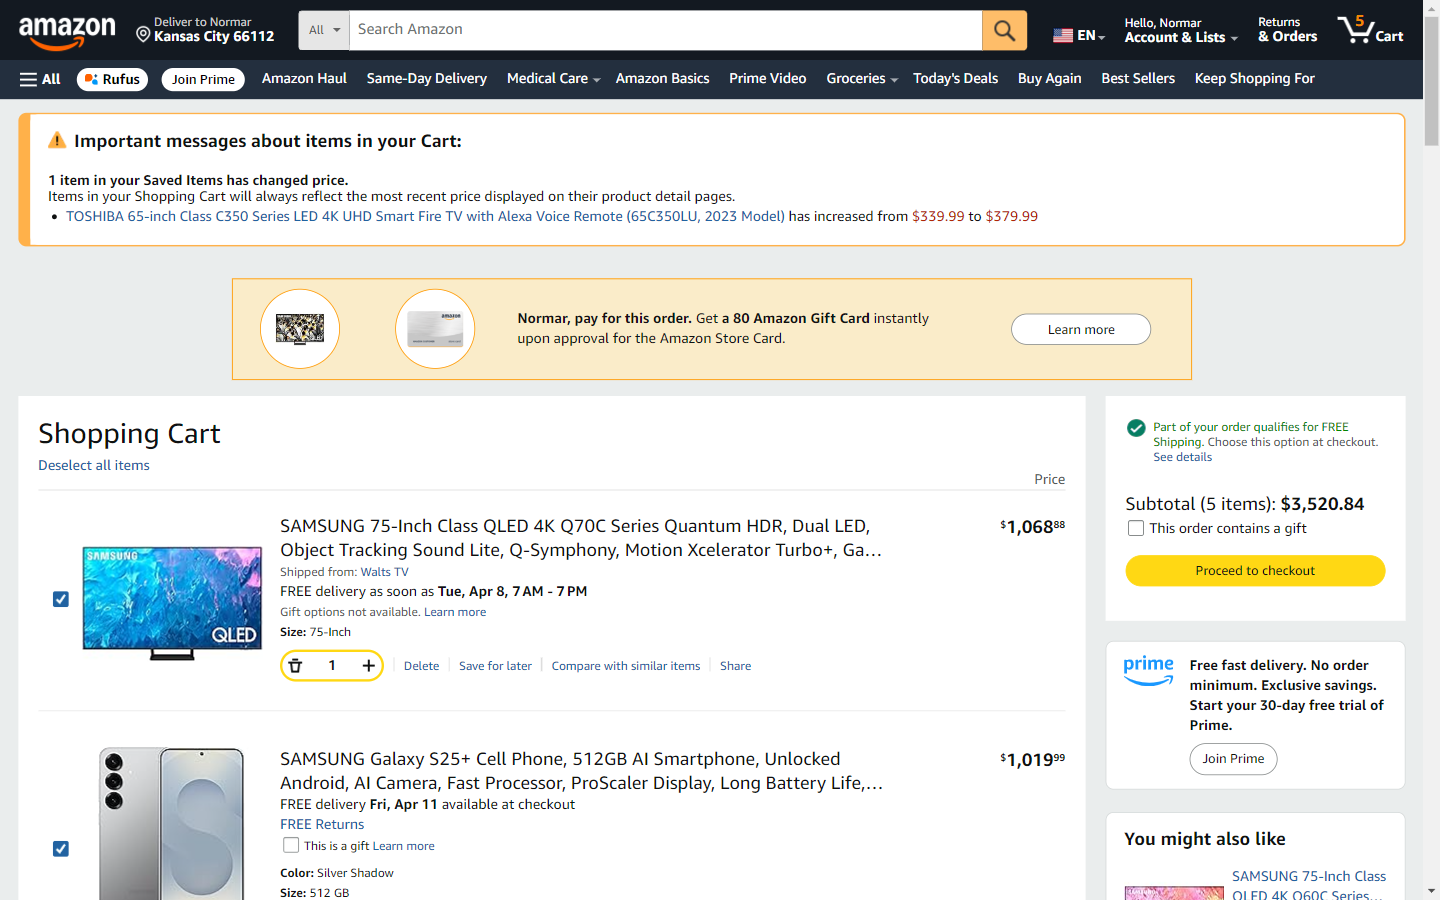 amazon
Deliver to Normar
Kansas City 66112
All
Search Amazon
EN
Hello, Normar
Account & Lists
Returns
& Orders
5
Cart
All
Rufus
Join Prime
Amazon Haul
Same-Day Delivery
Medical Care
Amazon Basics
Prime Video
Groceries
Today's Deals
Buy Again
Best Sellers
Keep Shopping For
Important messages about items in your Cart:
1 item in your Saved Items has changed price.
Items in your Shopping Cart will always reflect the most recent price displayed on their product detail pages.
• TOSHIBA 65-inch Class C350 Series LED 4K UHD Smart Fire TV with Alexa Voice Remote (65C350LU, 2023 Model) has increased from $339.99 to $379.99
amazon
Normar, pay for this order. Get a 80 Amazon Gift Card instantly
upon approval for the Amazon Store Card.
Learn more
Shopping Cart
Deselect all items
Price
SAMSUNG
QLED
SAMSUNG 75-Inch Class QLED 4K Q70C Series Quantum HDR, Dual LED,
Object Tracking Sound Lite, Q-Symphony, Motion Xcelerator Turbo+, Ga…
$1,068 88
Shipped from: Walts TV
FREE delivery as soon as Tue, Apr 8, 7 AM - 7 PM
Gift options not available. Learn more
Size: 75-Inch
1
Delete
Save for later
Compare with similar items
Share
SAMSUNG Galaxy S25+ Cell Phone, 512GB AI Smartphone, Unlocked
Android, AI Camera, Fast Processor, ProScaler Display, Long Battery Life,…
$1,019 99
FREE delivery Fri, Apr 11 available at checkout
FREE Returns
This is a gift Learn more
Color: Silver Shadow
Size: 512 GB
Part of your order qualifies for FREE
Shipping. Choose this option at checkout.
See details
Subtotal (5 items): $3,520.84
This order contains a gift
Proceed to checkout
prime
Free fast delivery. No order
minimum. Exclusive savings.
Start your 30-day free trial of
Prime.
Join Prime
You might also like
SAMSUNG 75-Inch Class
QLED 4K Q60C Series…